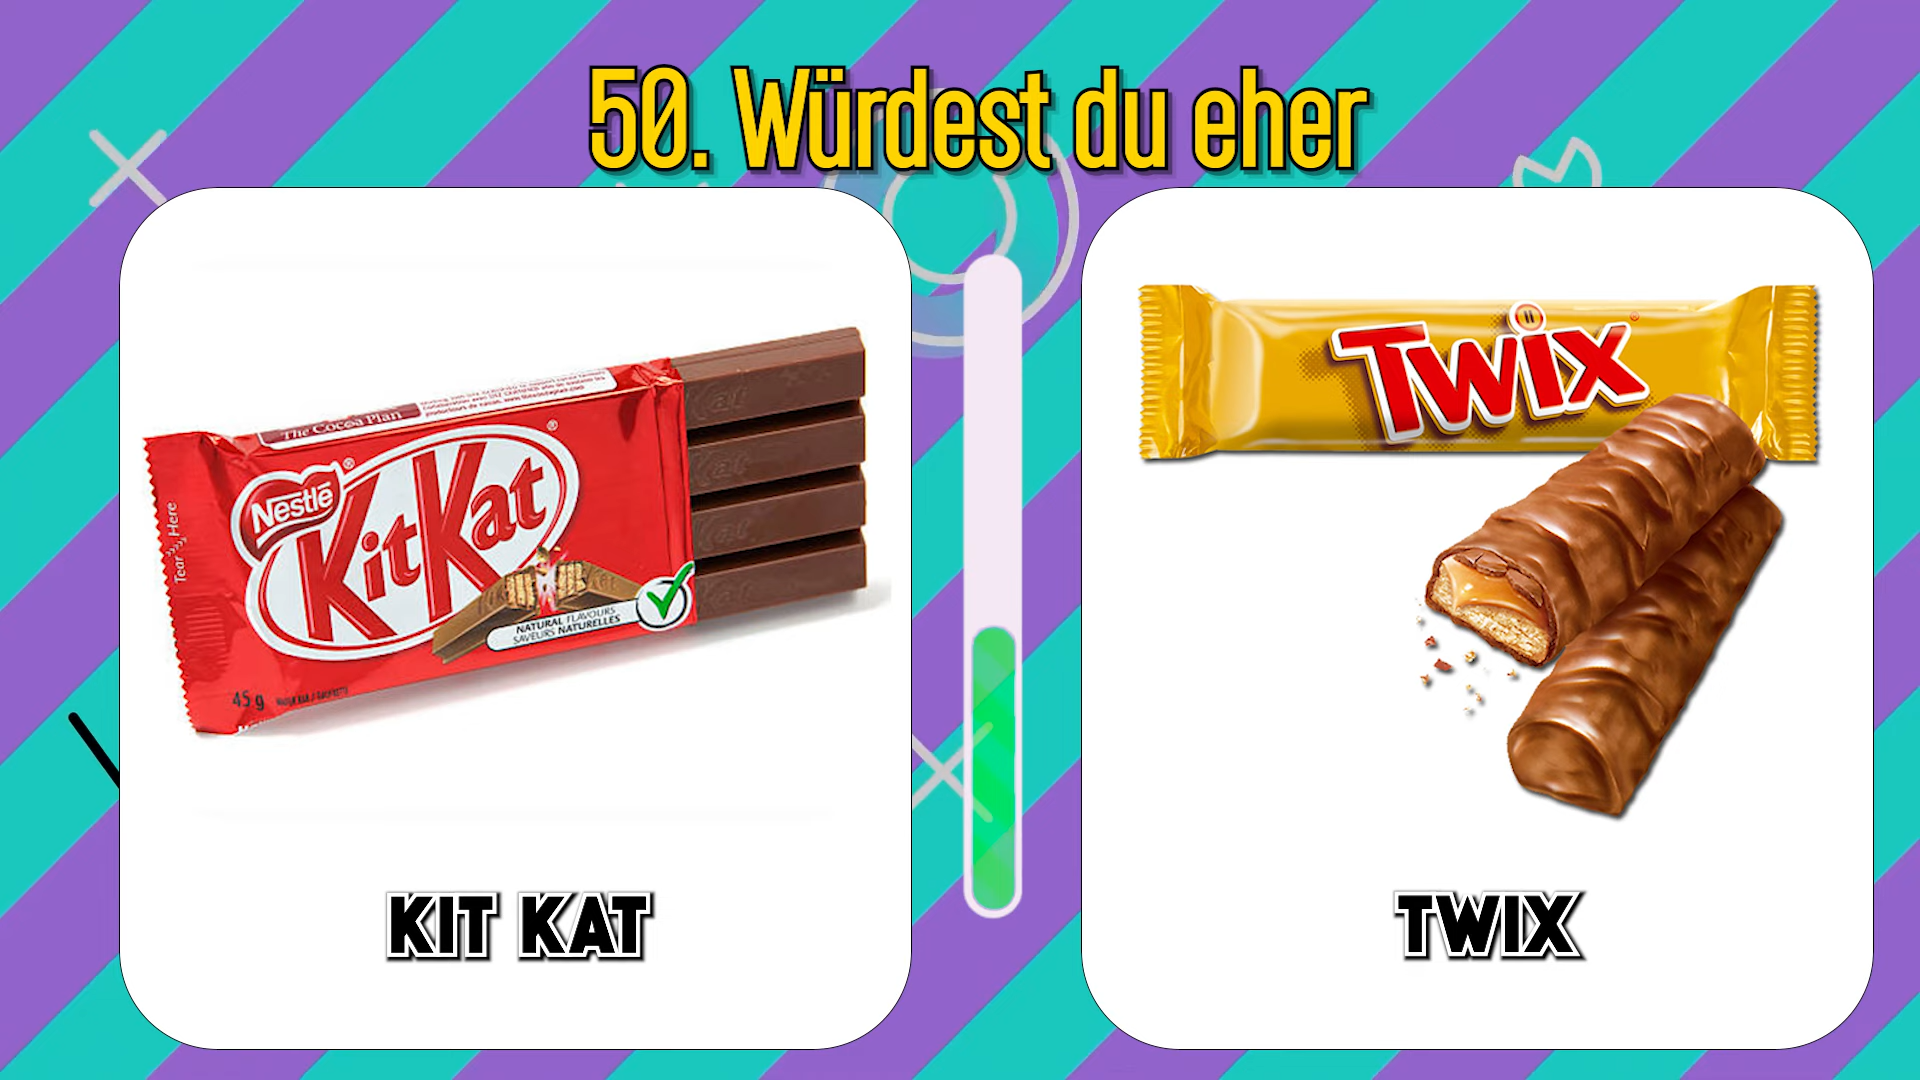 50. Würdest du eher
The Cocoa Plan
Nestlé
KitKat
Tear Here
NATURAL FLAVOURS
SAVEURS NATURELLES
45 g
Twix
KIT KAT
TWIX